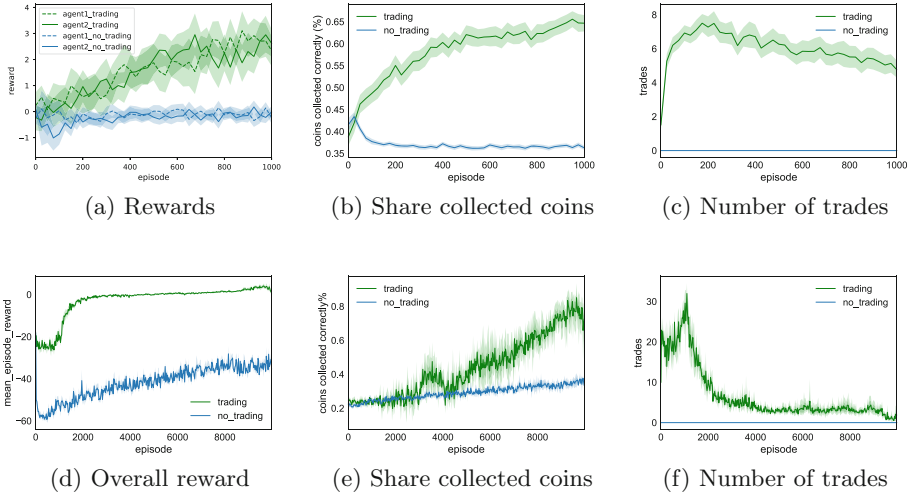 agent1_trading
agent2_trading
agent1_no_trading
agent2_no_trading
reward
4
3
2
1
0
−1
0 200 400 600 800 1000
episode
(a) Rewards
trading
no_trading
coins collected correctly (%)
0.65
0.60
0.55
0.50
0.45
0.40
0.35
0 200 400 600 800 1000
episode
(b) Share collected coins
trading
no_trading
trades
8
6
4
2
0
0 200 400 600 800 1000
episode
(c) Number of trades
mean_episode_reward
0
−20
−40
−60
trading
no_trading
0 2000 4000 6000 8000
episode
(d) Overall reward
trading
no_trading
coins collected correctly%
0.8
0.6
0.4
0.2
0 2000 4000 6000 8000
episode
(e) Share collected coins
trading
no_trading
trades
30
20
10
0
0 2000 4000 6000 8000
episode
(f) Number of trades